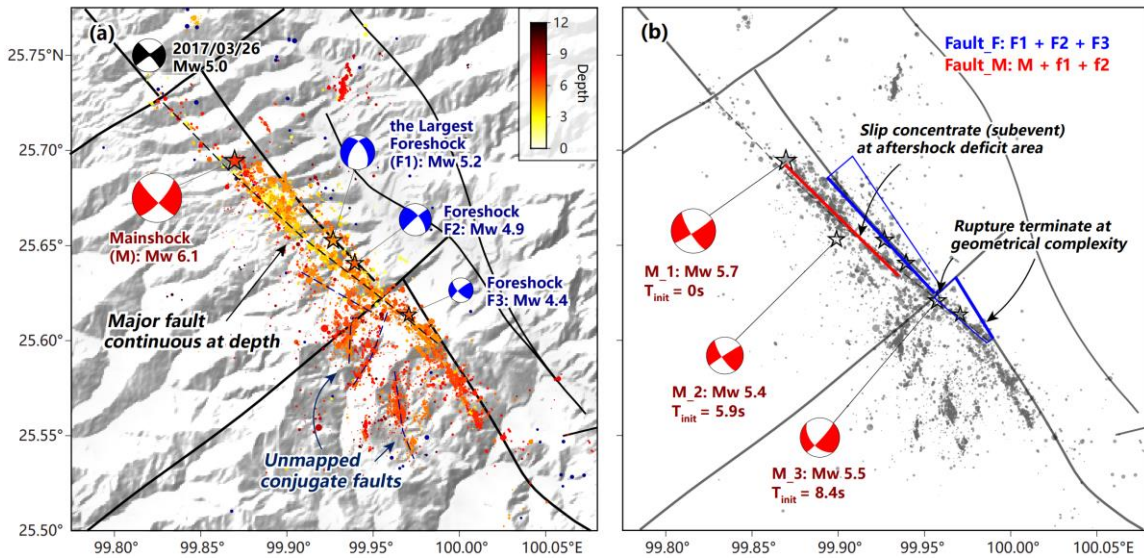 (a)
2017/03/26
Mw 5.0
the Largest
Foreshock
(F1): Mw 5.2
Foreshock
F2: Mw 4.9
Foreshock
F3: Mw 4.4
Mainshock
(M): Mw 6.1
Major fault
continuous at depth
Unmapped
conjugate faults
Depth
12
9
6
3
0
25.75°N
25.70°
25.65°
25.60°
25.55°
25.50°
99.80°
99.85°
99.90°
99.95°
100.00°
100.05°E
(b)
Fault_F: F1 + F2 + F3
Fault_M: M + f1 + f2
Slip concentrate (subevent)
at aftershock deficit area
Rupture terminate at
geometrical complexity
M_1: Mw 5.7
T_init = 0s
M_2: Mw 5.4
T_init = 5.9s
M_3: Mw 5.5
T_init = 8.4s
99.80°
99.85°
99.90°
99.95°
100.00°
100.05°E